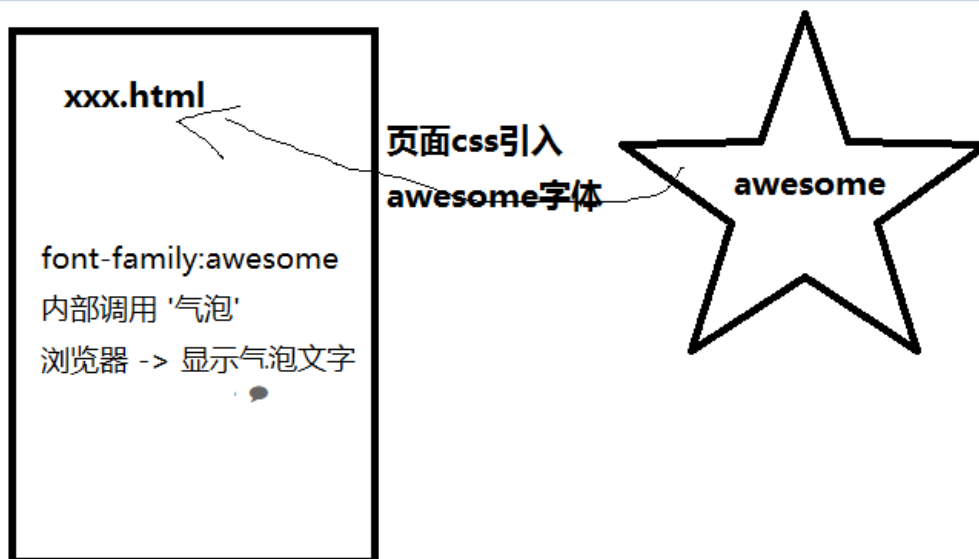 xxx.html
页面css引入
awesome字体
awesome
font-family:awesome
内部调用 '气泡'
浏览器 -> 显示气泡文字